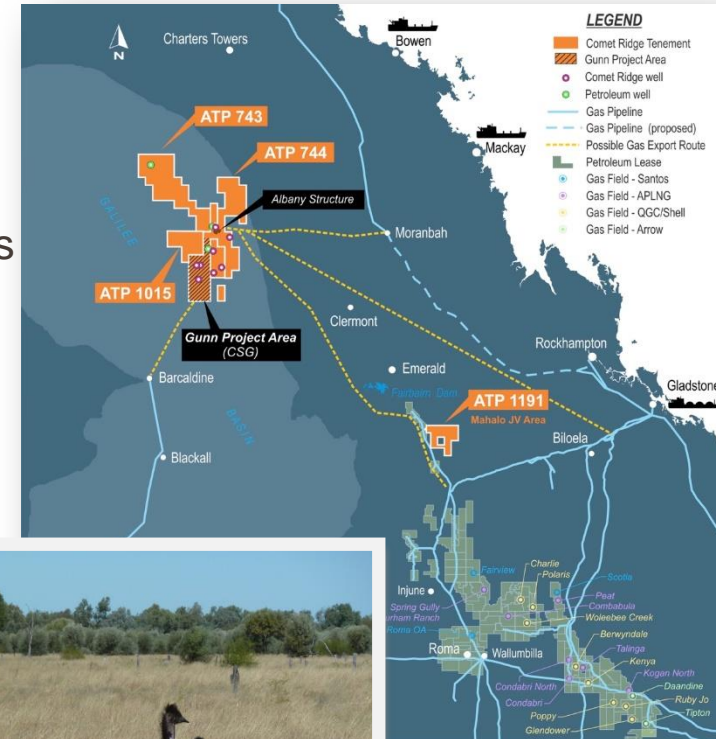 s
N
Charters Towers
Bowen
LEGEND
Comet Ridge Tenement
Gunn Project Area
Comet Ridge well
Petroleum well
Gas Pipeline
Gas Pipeline (proposed)
Possible Gas Export Route
Petroleum Lease
Gas Field - Santos
Gas Field - APLNG
Gas Field - QGC/Shell
Gas Field - Arrow
Mackay
ATP 743
ATP 744
Albany Structure
GALILEE
Moranbah
ATP 1015
Gunn Project Area
(CSG)
Clermont
Rockhampton
Barcaldine
Emerald
Fairbairn Dam
Gladstone
ATP 1191
Mahalo JV Area
BASIN
Biloela
Blackall
Fairview
Charlie
Polaris
Scotia
Injune
Peat
Spring Gully
Combabula
urham Ranch
Woleebee Creek
Roma OA
Berwyndale
Roma
Wallumbilla
Talinga
Kenya
Condabri North
Kogan North
Condabri
Daandine
Ruby Jo
Poppy
Tipton
Glendower